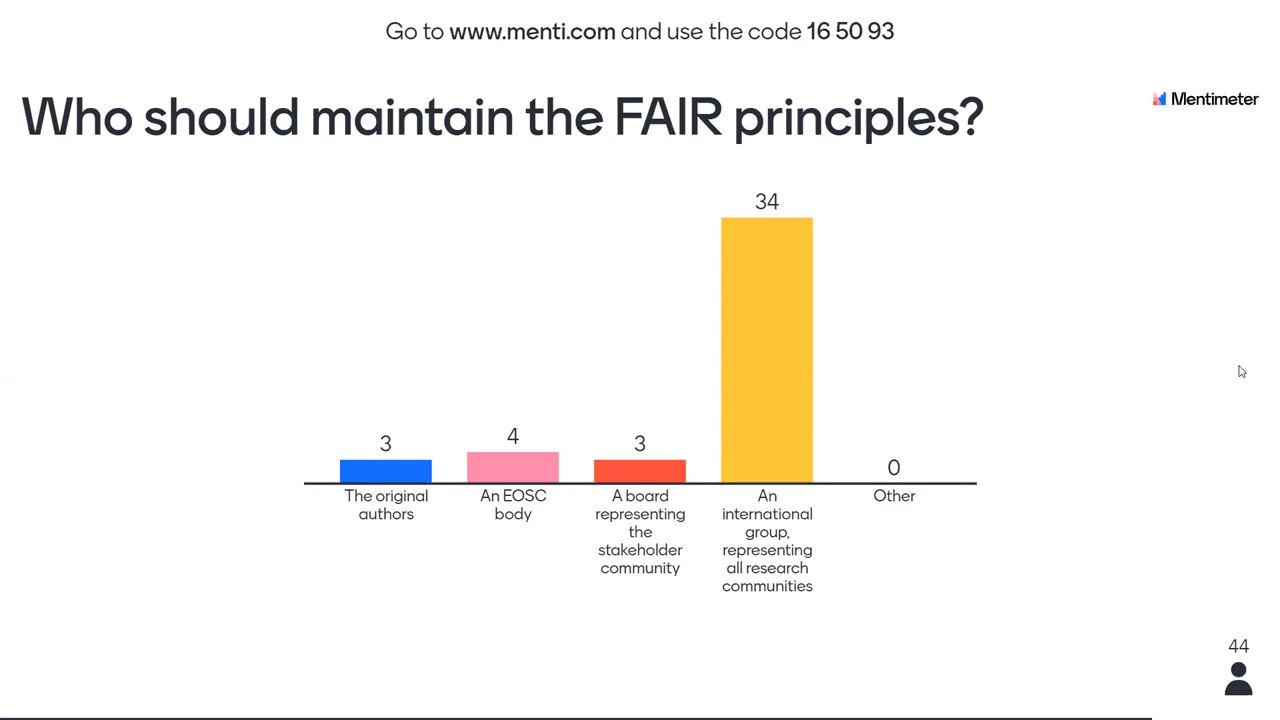 Go to www.menti.com and use the code 16 50 93
Who should maintain the FAIR principles?
Mentimeter
34
3
4
3
0
The original
authors
An EOSC
body
A board
representing
the
stakeholder
community
An
international
group,
representing
all research
communities
Other
44